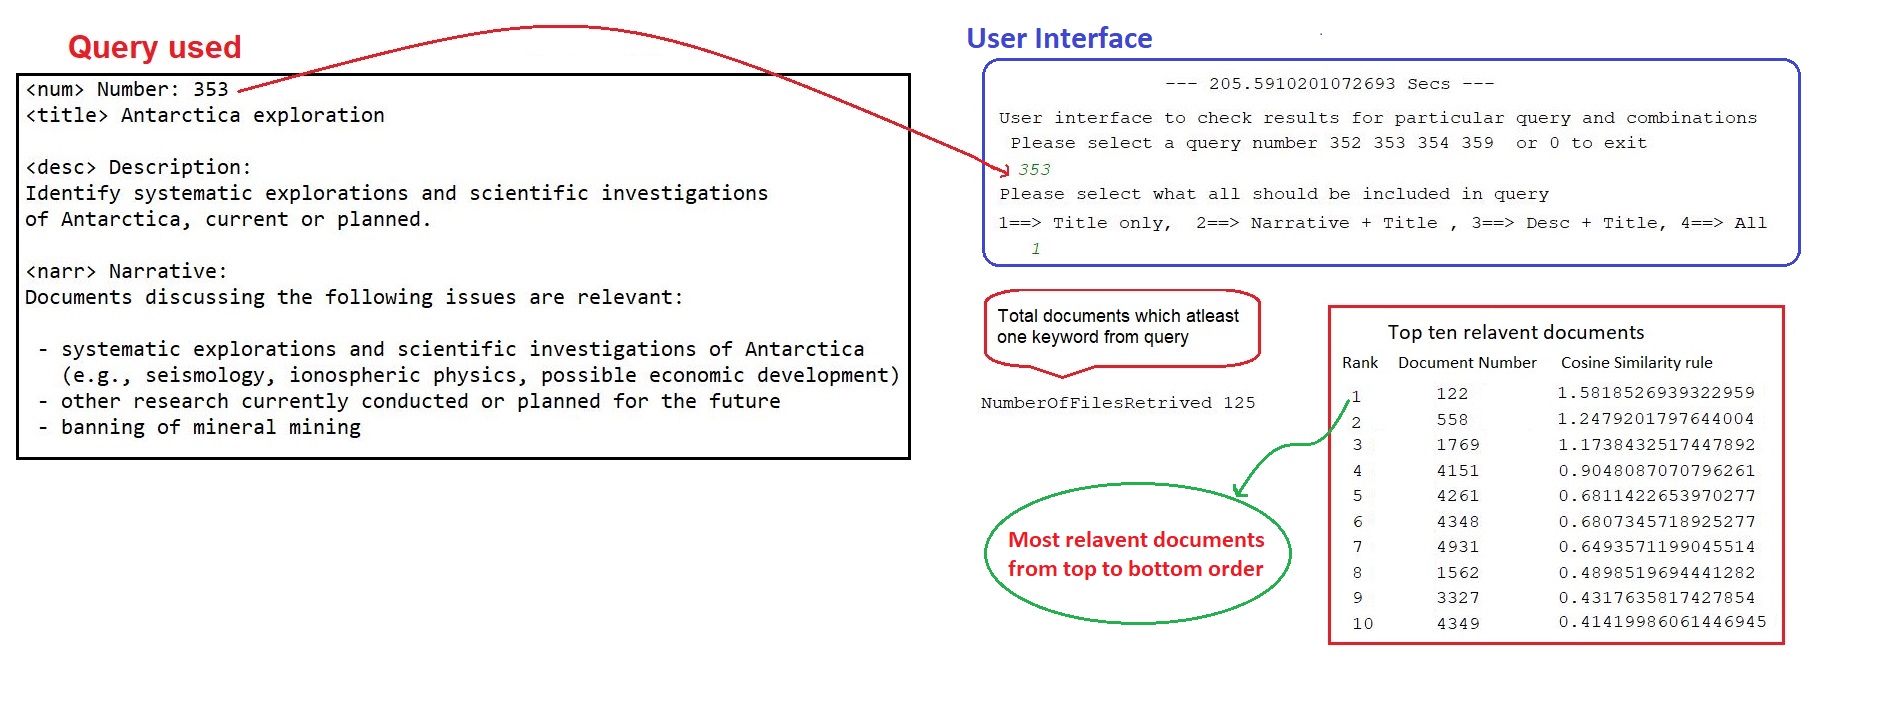 Query used
<num> Number: 353
<title> Antarctica exploration
<desc> Description:
Identify systematic explorations and scientific investigations
of Antarctica, current or planned.
<narr> Narrative:
Documents discussing the following issues are relevant:
- systematic explorations and scientific investigations of Antarctica
(e.g., seismology, ionospheric physics, possible economic development)
- other research currently conducted or planned for the future
- banning of mineral mining
User Interface
--- 205.5910201072693 Secs ---
User interface to check results for particular query and combinations
Please select a query number 352 353 354 359 or 0 to exit
353
Please select what all should be included in query
1==> Title only, 2==> Narrative + Title , 3==> Desc + Title, 4==> All
1
Total documents which atleast
one keyword from query
NumberOfFilesRetrived 125
Most relavent documents
from top to bottom order
Top ten relavent documents
Rank Document Number Cosine Similarity rule
1 122 1.5818526939322959
2 558 1.2479201797644004
3 1769 1.1738432517447892
4 4151 0.9048087070796261
5 4261 0.6811422653970277
6 4348 0.6807345718925277
7 4931 0.6493571199045514
8 1562 0.4898519694441282
9 3327 0.4317635817427854
10 4349 0.41419986061446945